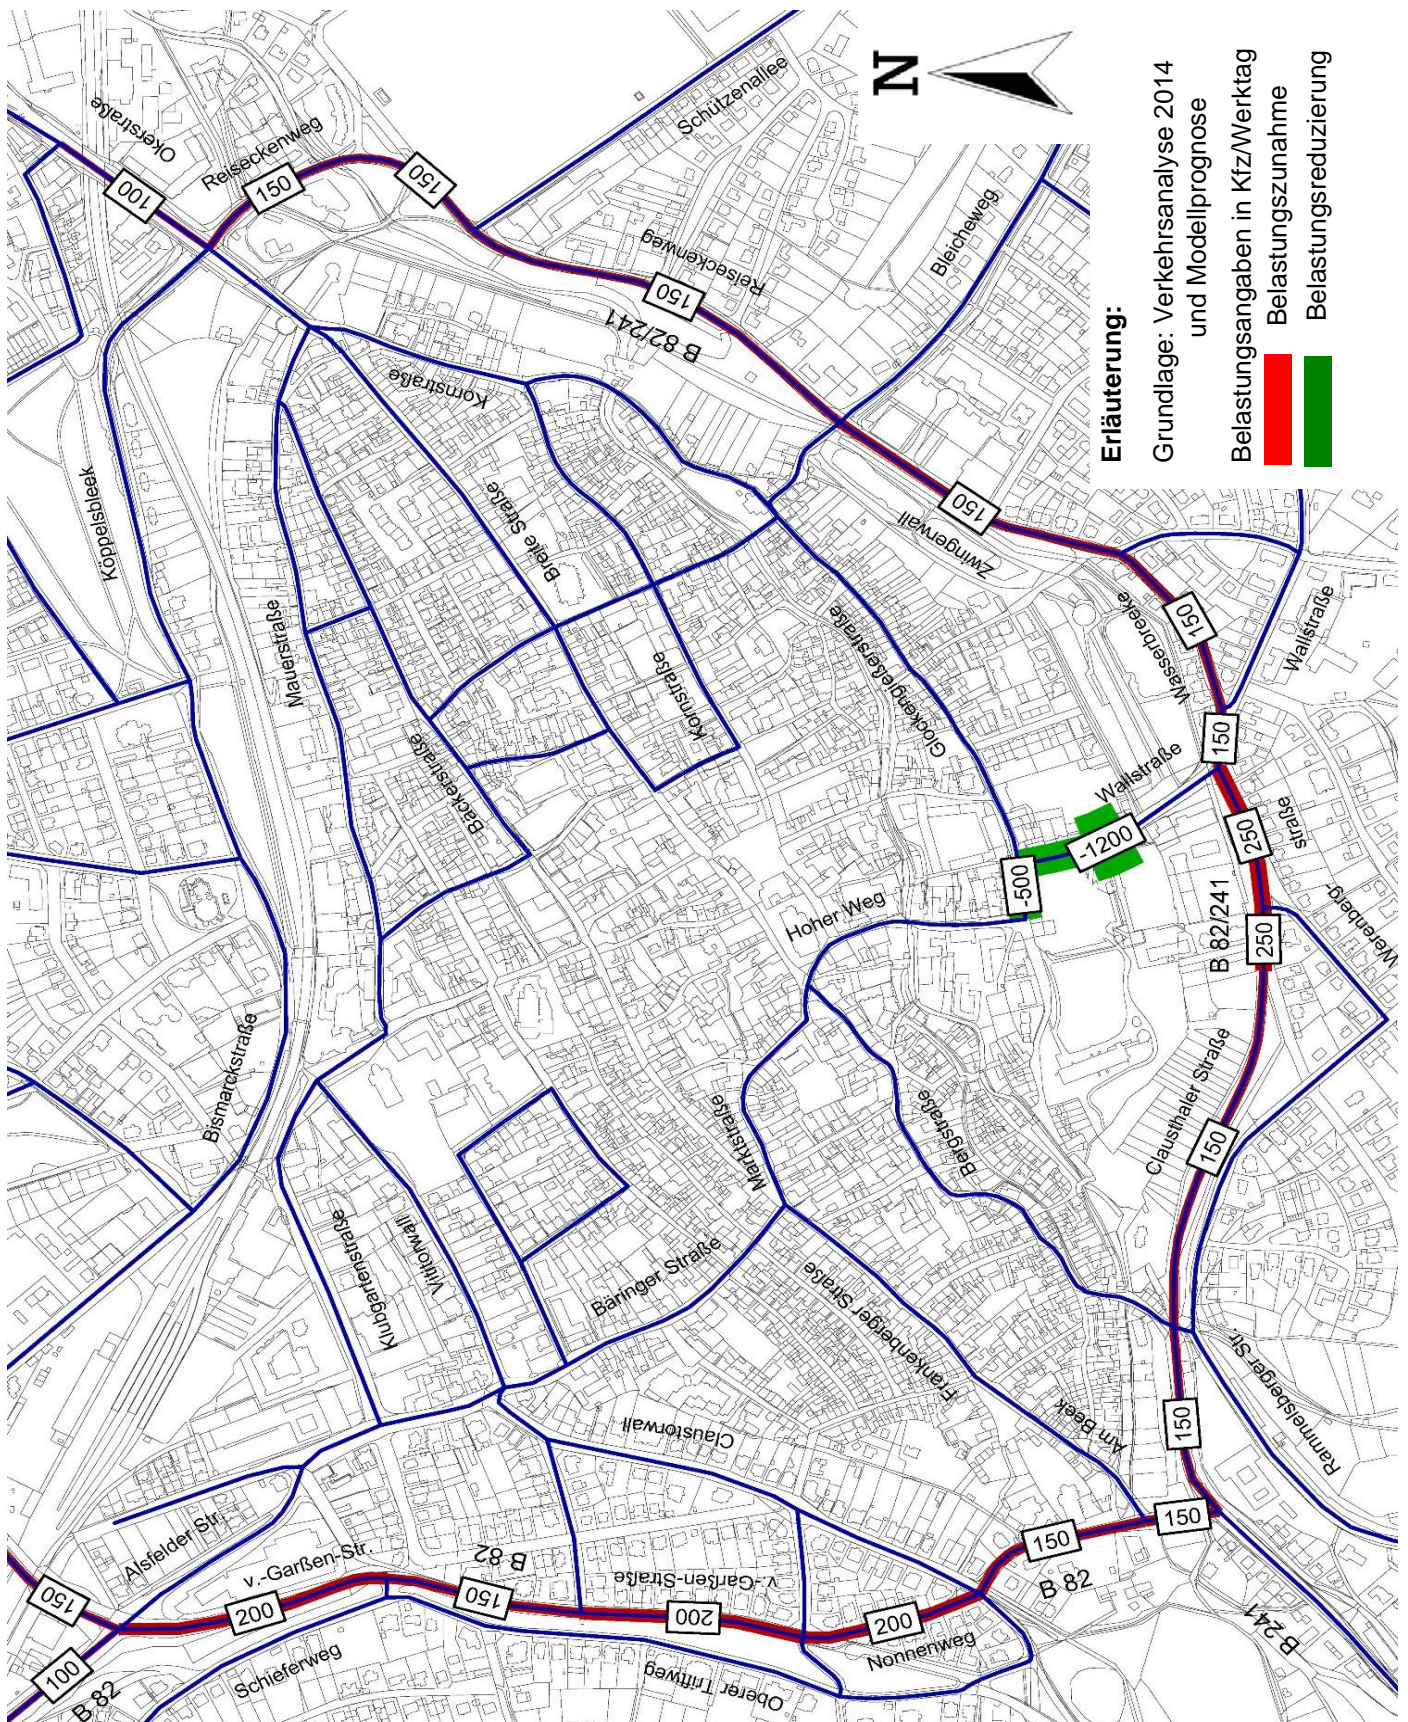 N
Erläuterung:
Grundlage: Verkehrsanalyse 2014
und Modellprognose
Belastungsangaben in Kfz/Werktag
Belastungszunahme
Belastungsreduzierung
Okerstraße
100
Reiseckenweg
150
150
Schützenallee
Reiseckenweg
150
B 82/241
Bleicheweg
Köppelsbleek
Kornstraße
Breite Straße
Mauerstraße
150
Zwingerwall
Glockengießerstraße
Kornstraße
Bäckerstraße
Wasserbreeke
150
Wallstraße
150
Wallstraße
-1200
-500
250
straße
Werenberg-
B 82/241
250
Hoher Weg
Bismarckstraße
Marktstraße
Bergstraße
Clausthaler Straße
150
Klubgartenstraße
Vititorwall
Bäringer Straße
Frankenberger Straße
Am Beek
Rammelsberger Str.
150
Claustorwall
150
150
B 82
B 241
Alsfelder Str.
v.-Garßen-Str.
B 82
v.-Garßen-Straße
150
200
150
200
200
Nonnenweg
100
B 82
Schieferweg
Oberer Triftweg